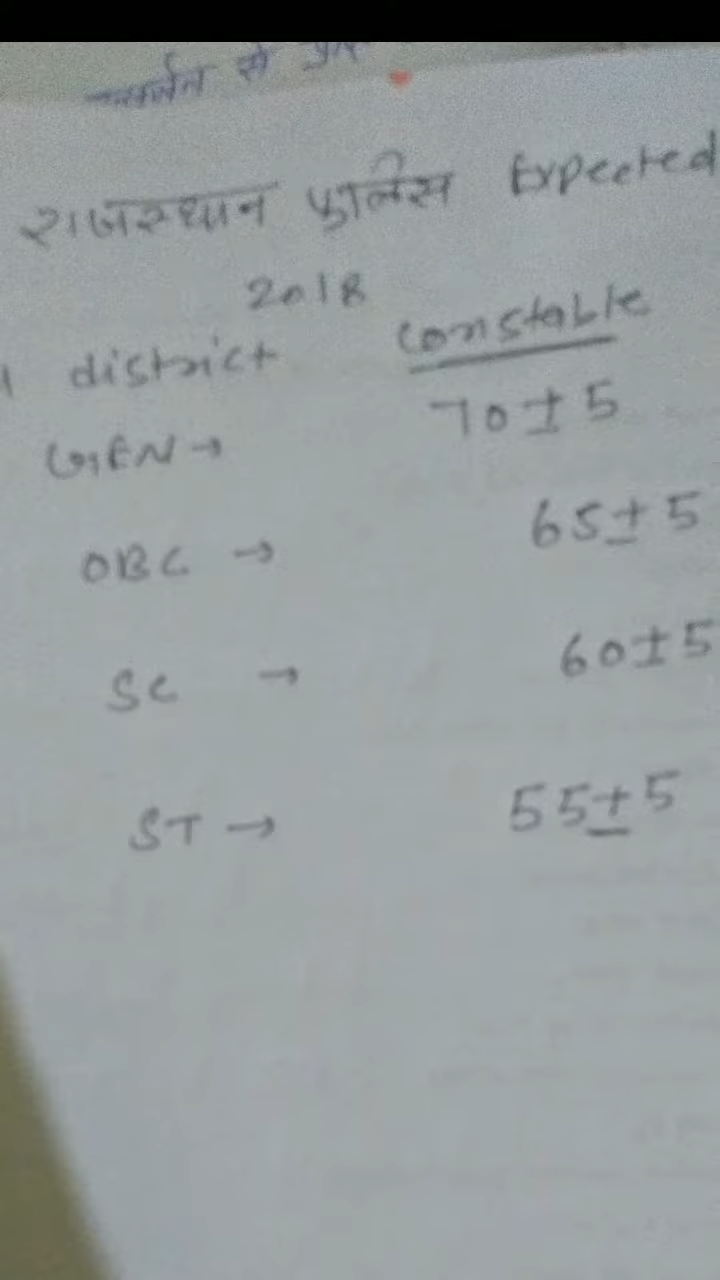 से
राजस्थान पुलिस Expected
2018
district constable
GEN → 70 ± 5
OBC → 65 ± 5
SC → 60 ± 5
ST → 55 ± 5